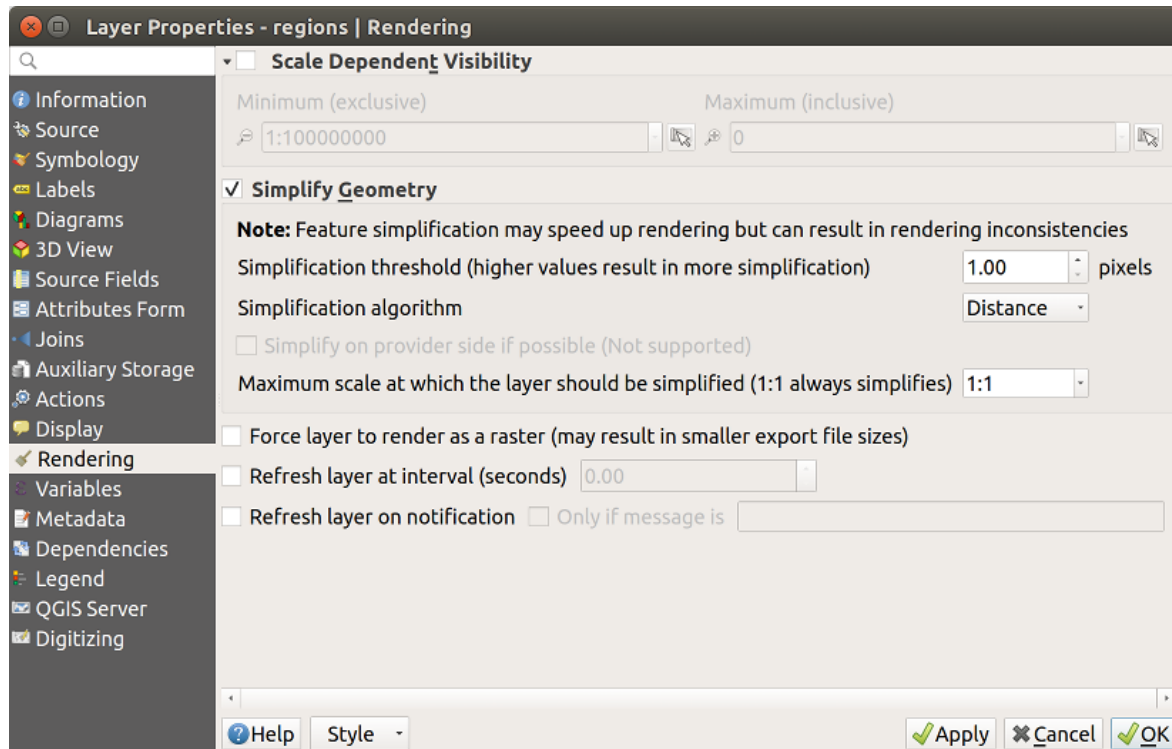 Layer Properties - regions | Rendering
Information
Source
Symbology
abc Labels
Diagrams
3D View
Source Fields
Attributes Form
Joins
Auxiliary Storage
Actions
Display
Rendering
Variables
Metadata
Dependencies
Legend
QGIS Server
Digitizing
Scale Dependent Visibility
Minimum (exclusive) Maximum (inclusive)
1:100000000 0
Simplify Geometry
Note: Feature simplification may speed up rendering but can result in rendering inconsistencies
Simplification threshold (higher values result in more simplification) 1.00 pixels
Simplification algorithm Distance
Simplify on provider side if possible (Not supported)
Maximum scale at which the layer should be simplified (1:1 always simplifies) 1:1
Force layer to render as a raster (may result in smaller export file sizes)
Refresh layer at interval (seconds) 0.00
Refresh layer on notification Only if message is
Help Style Apply Cancel OK